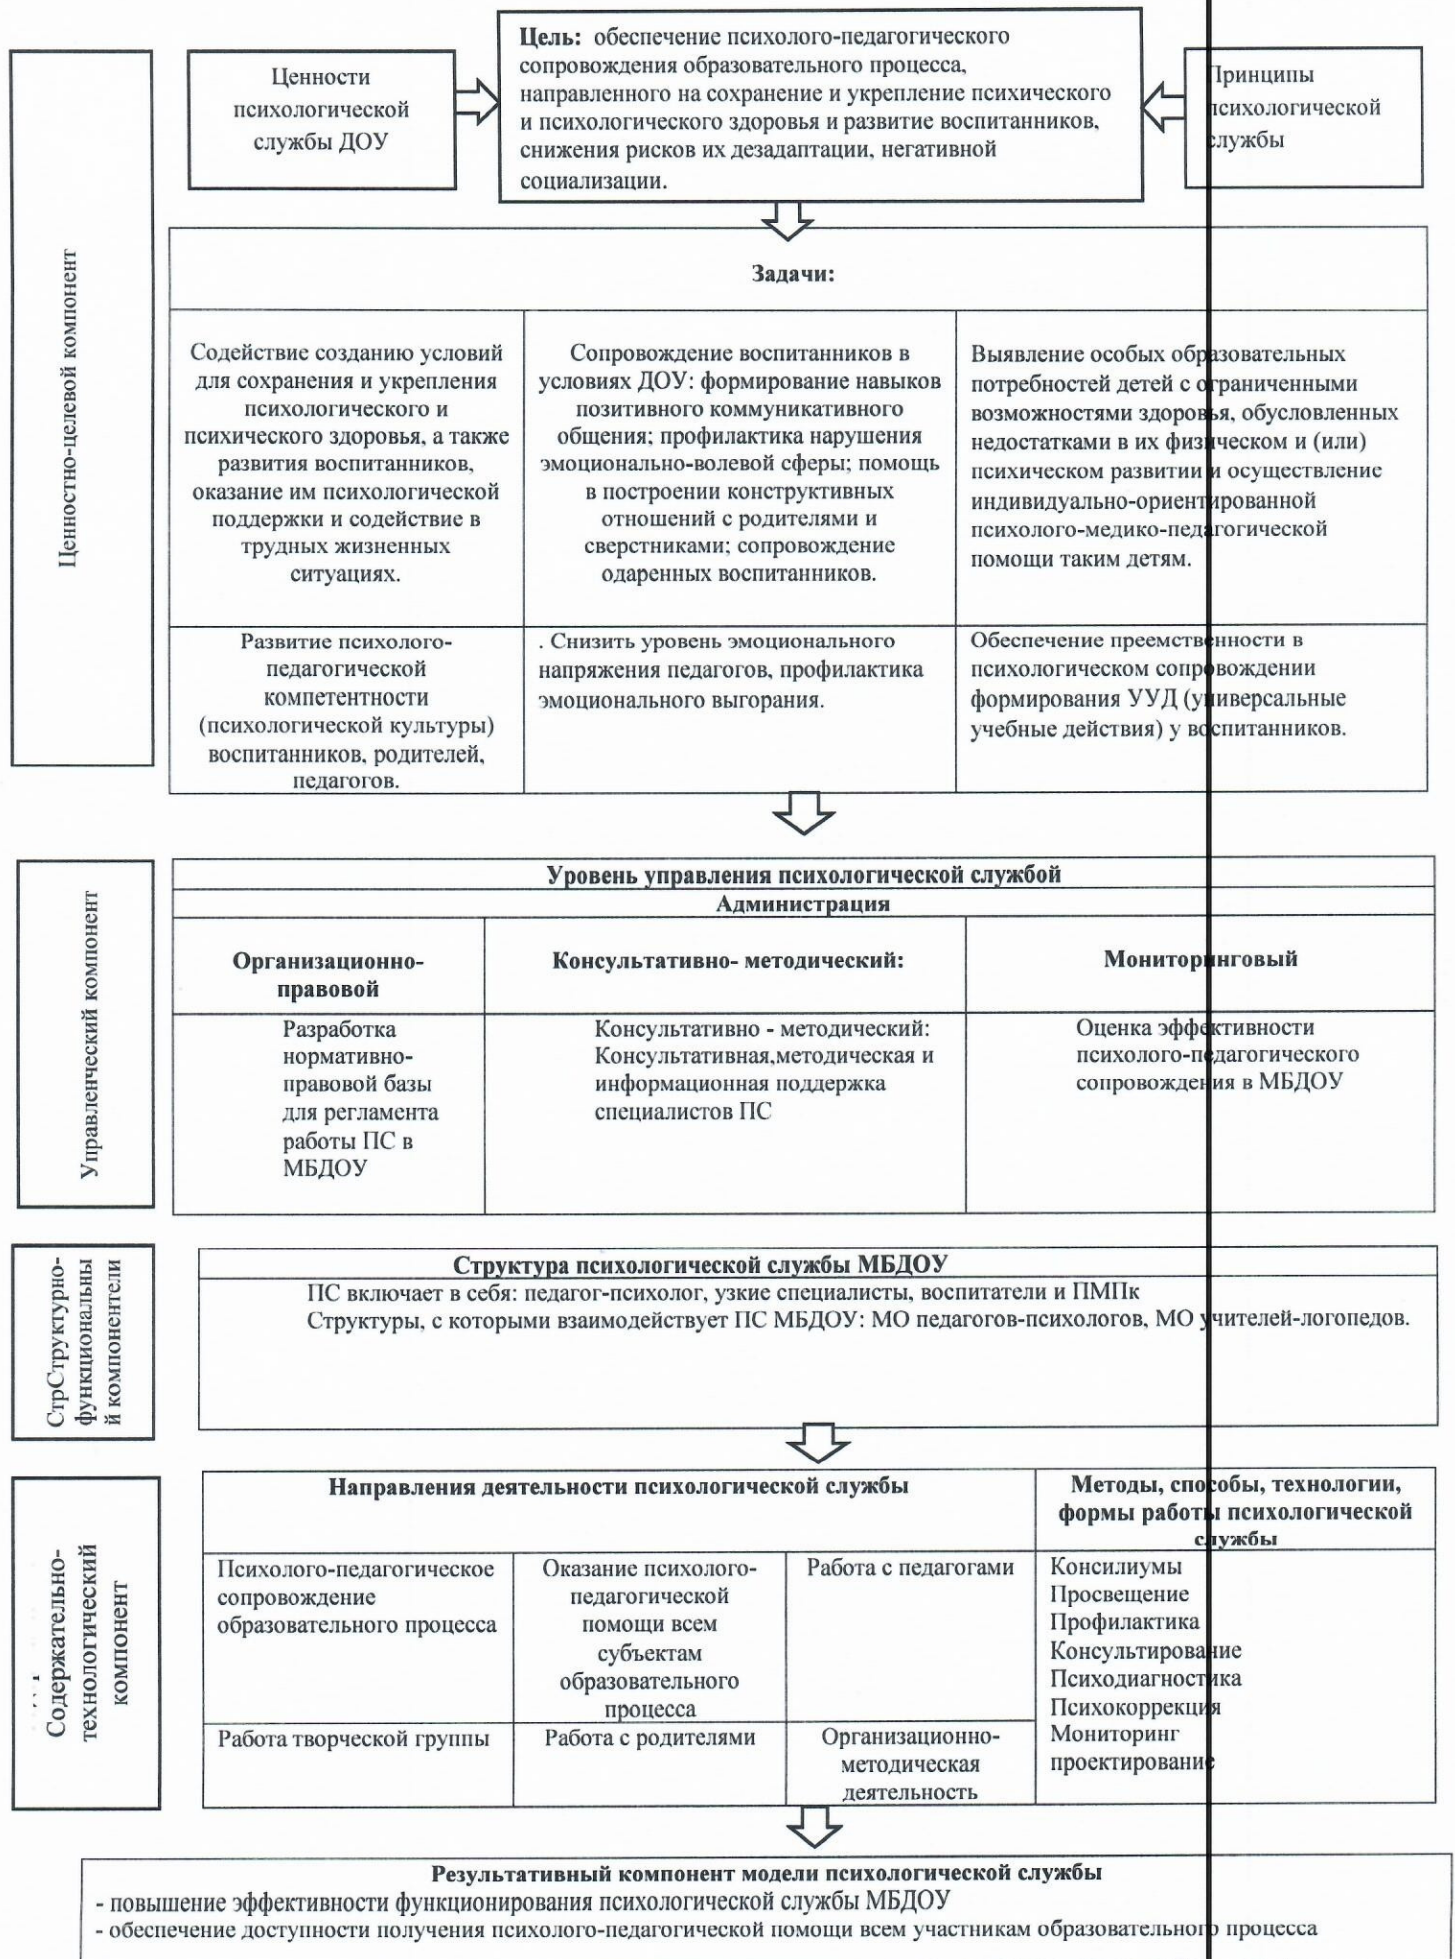 Ценностно-целевой компонент
Ценности
психологической
службы ДОУ
Цель: обеспечение психолого-педагогического
сопровождения образовательного процесса,
направленного на сохранение и укрепление психического
и психологического здоровья и развитие воспитанников,
снижения рисков их дезадаптации, негативной
социализации.
Принципы
психологической
службы
Задачи:
Содействие созданию условий
для сохранения и укрепления
психологического и
психического здоровья, а также
развития воспитанников,
оказание им психологической
поддержки и содействие в
трудных жизненных
ситуациях.
Сопровождение воспитанников в
условиях ДОУ: формирование навыков
позитивного коммуникативного
общения; профилактика нарушения
эмоционально-волевой сферы; помощь
в построении конструктивных
отношений с родителями и
сверстниками; сопровождение
одаренных воспитанников.
Выявление особых образовательных
потребностей детей с ограниченными
возможностями здоровья, обусловленных
недостатками в их физическом и (или)
психическом развитии и осуществление
индивидуально-ориентированной
психолого-медико-педагогической
помощи таким детям.
Развитие психолого-
педагогической
компетентности
(психологической культуры)
воспитанников, родителей,
педагогов.
. Снизить уровень эмоционального
напряжения педагогов, профилактика
эмоционального выгорания.
Обеспечение преемственности в
психологическом сопровождении
формирования УУД (универсальные
учебные действия) у воспитанников.
Управленческий компонент
Уровень управления психологической службой
Администрация
Организационно-
правовой
Консультативно- методический:
Мониторинговый
Разработка
нормативно-
правовой базы
для регламента
работы ПС в
МБДОУ
Консультативно - методический:
Консультативная,методическая и
информационная поддержка
специалистов ПС
Оценка эффективности
психолого-педагогического
сопровождения в МБДОУ
СтрСтруктурно-
функциональны
й компонентели
Структура психологической службы МБДОУ
ПС включает в себя: педагог-психолог, узкие специалисты, воспитатели и ПМПк
Структуры, с которыми взаимодействует ПС МБДОУ: МО педагогов-психологов, МО учителей-логопедов.
Содержательно-
технологический
компонент
Направления деятельности психологической службы
Методы, способы, технологии,
формы работы психологической
службы
Психолого-педагогическое
сопровождение
образовательного процесса
Оказание психолого-
педагогической
помощи всем
субъектам
образовательного
процесса
Работа с педагогами
Консилиумы
Просвещение
Профилактика
Консультирование
Психодиагностика
Психокоррекция
Мониторинг
проектирование
Работа творческой группы
Работа с родителями
Организационно-
методическая
деятельность
Результативный компонент модели психологической службы
- повышение эффективности функционирования психологической службы МБДОУ
- обеспечение доступности получения психолого-педагогической помощи всем участникам образовательного процесса